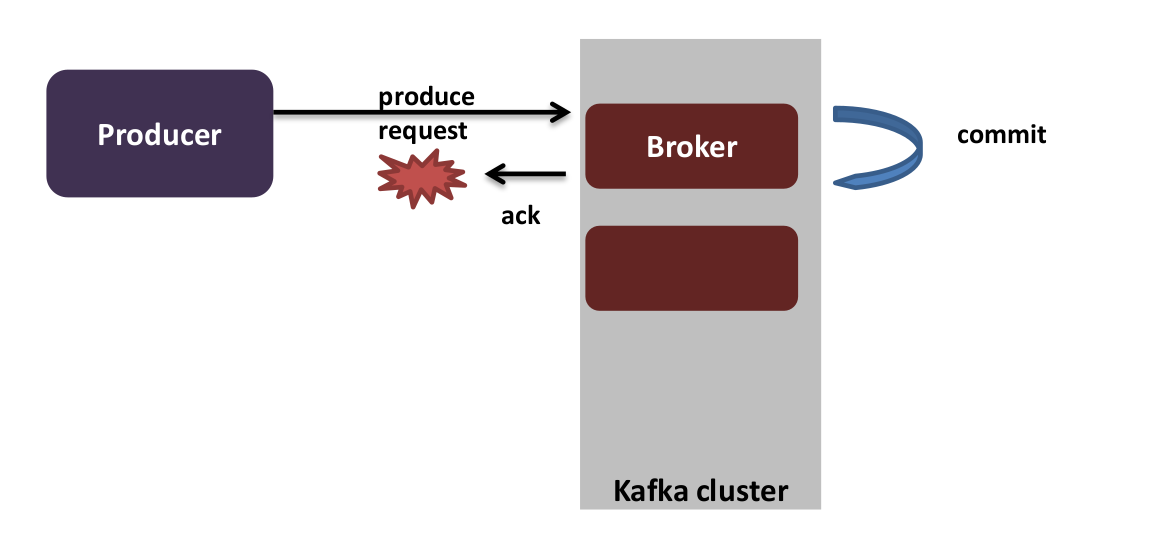 Producer
produce
request
ack
Broker
commit
Kafka cluster